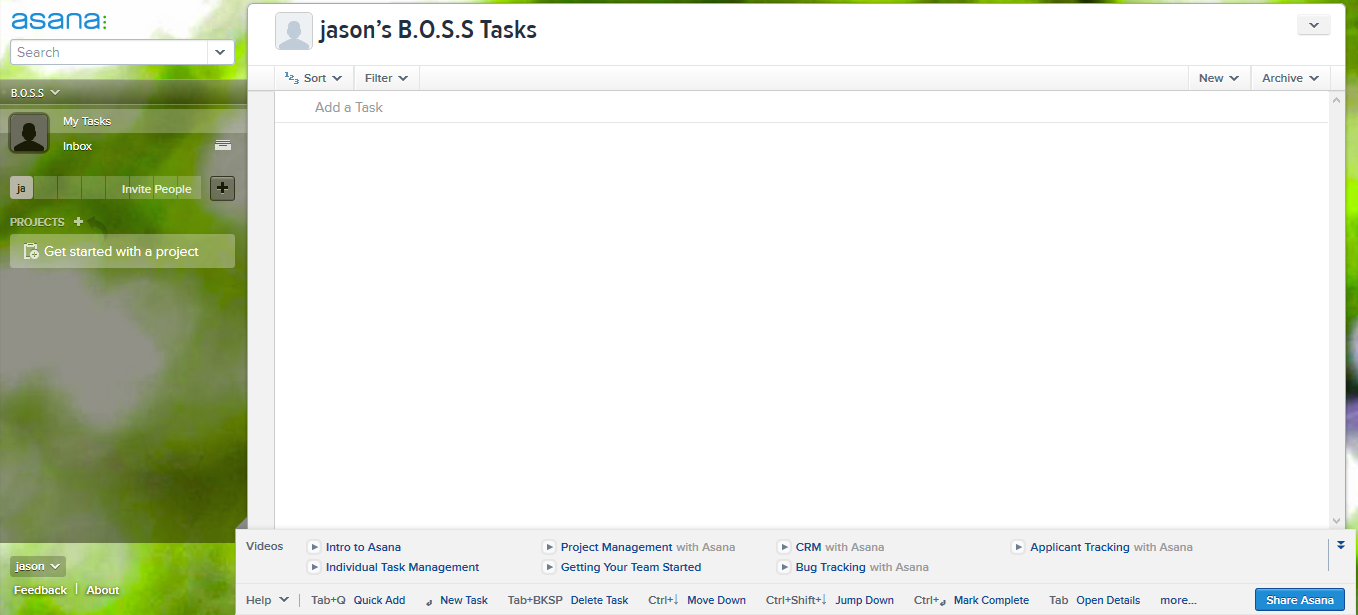 asana:
Search
B.O.S.S
My Tasks
Inbox
ja
Invite People
PROJECTS +
Get started with a project
jason
Feedback | About
jason's B.O.S.S Tasks
Sort Filter New Archive
Add a Task
Videos Intro to Asana Project Management with Asana CRM with Asana Applicant Tracking with Asana
Individual Task Management Getting Your Team Started Bug Tracking with Asana
Help | Tab+Q Quick Add ↲ New Task Tab+BKSP Delete Task Ctrl+↓ Move Down Ctrl+Shift+↓ Jump Down Ctrl+↲ Mark Complete Tab Open Details more... Share Asana